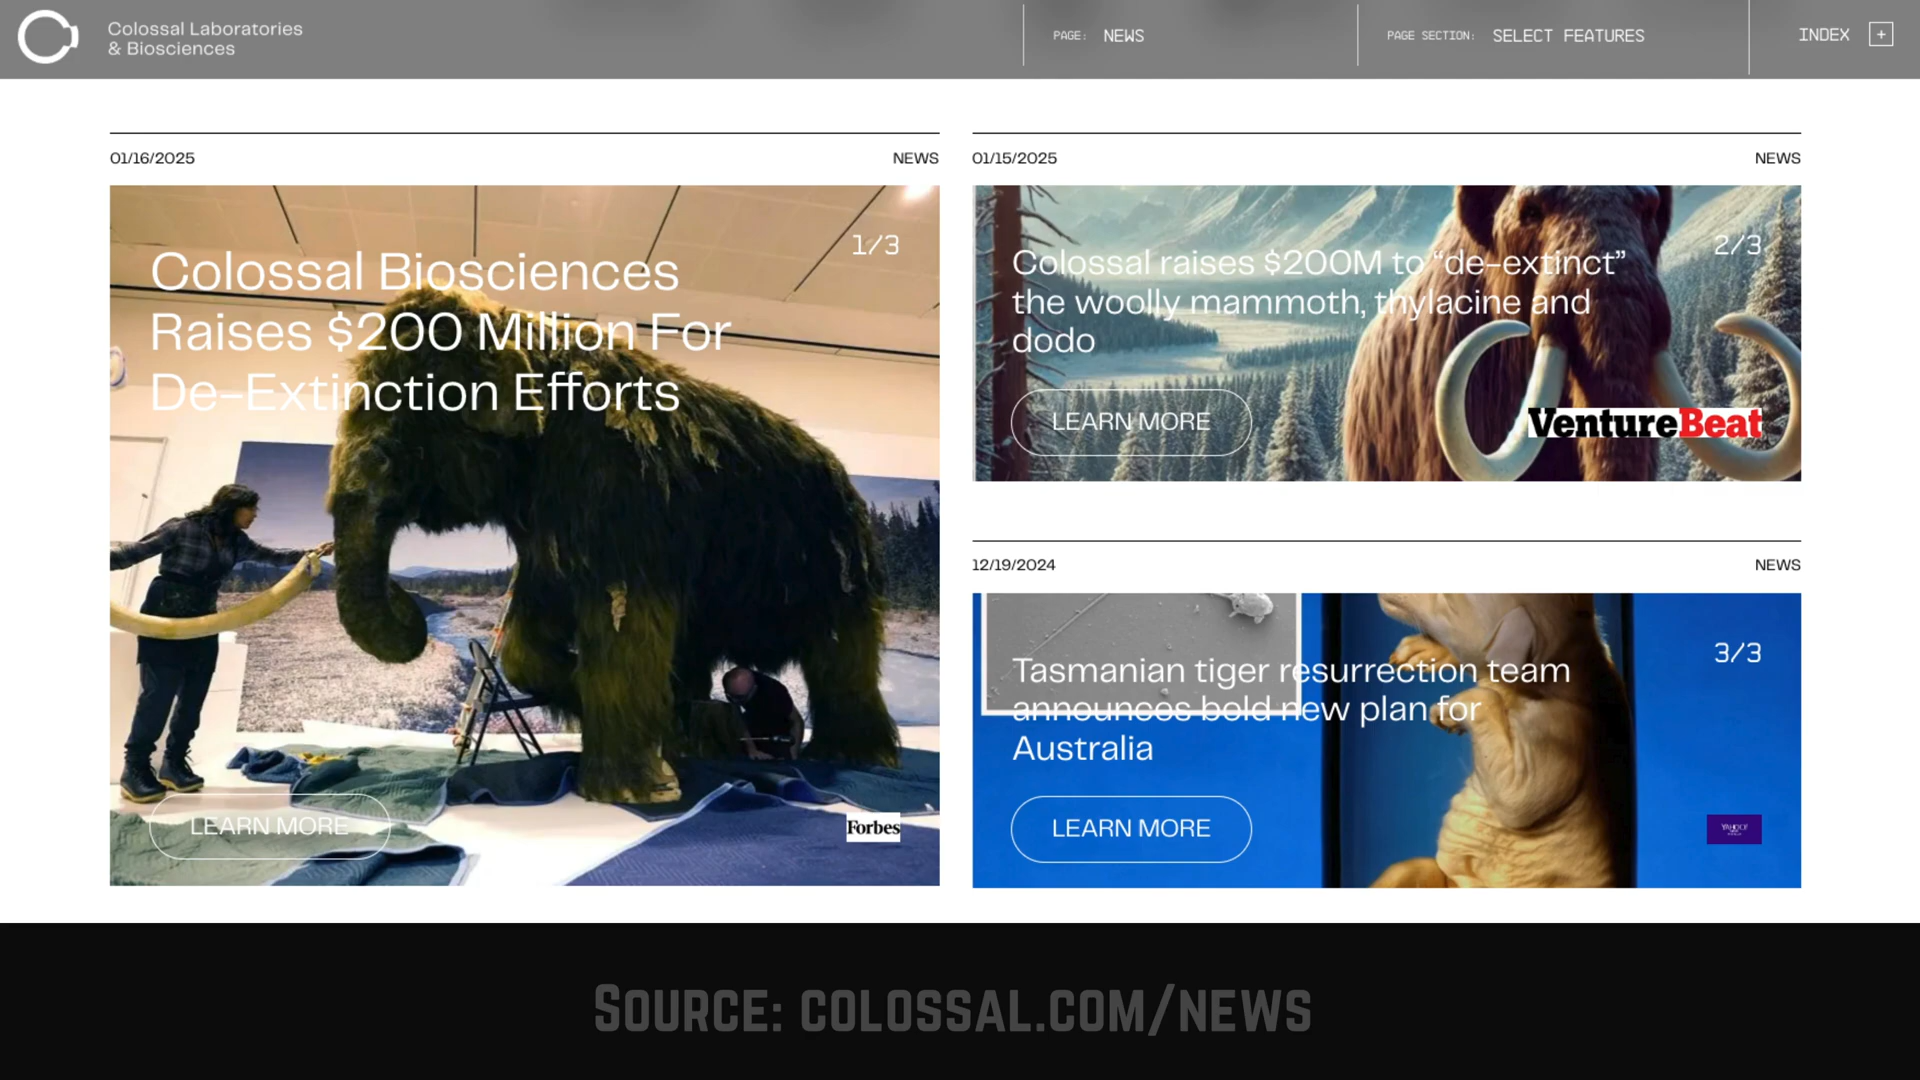 Colossal Laboratories
& Biosciences
PAGE: NEWS
PAGE SECTION: SELECT FEATURES
INDEX +
01/16/2025 NEWS
1/3
Colossal Biosciences
Raises $200 Million For
De-Extinction Efforts
LEARN MORE
Forbes
01/15/2025 NEWS
2/3
Colossal raises $200M to “de-extinct”
the woolly mammoth, thylacine and
dodo
LEARN MORE
VentureBeat
12/19/2024 NEWS
3/3
Tasmanian tiger resurrection team
announces bold new plan for
Australia
LEARN MORE
YAHOO!
SOURCE: COLOSSAL.COM/NEWS